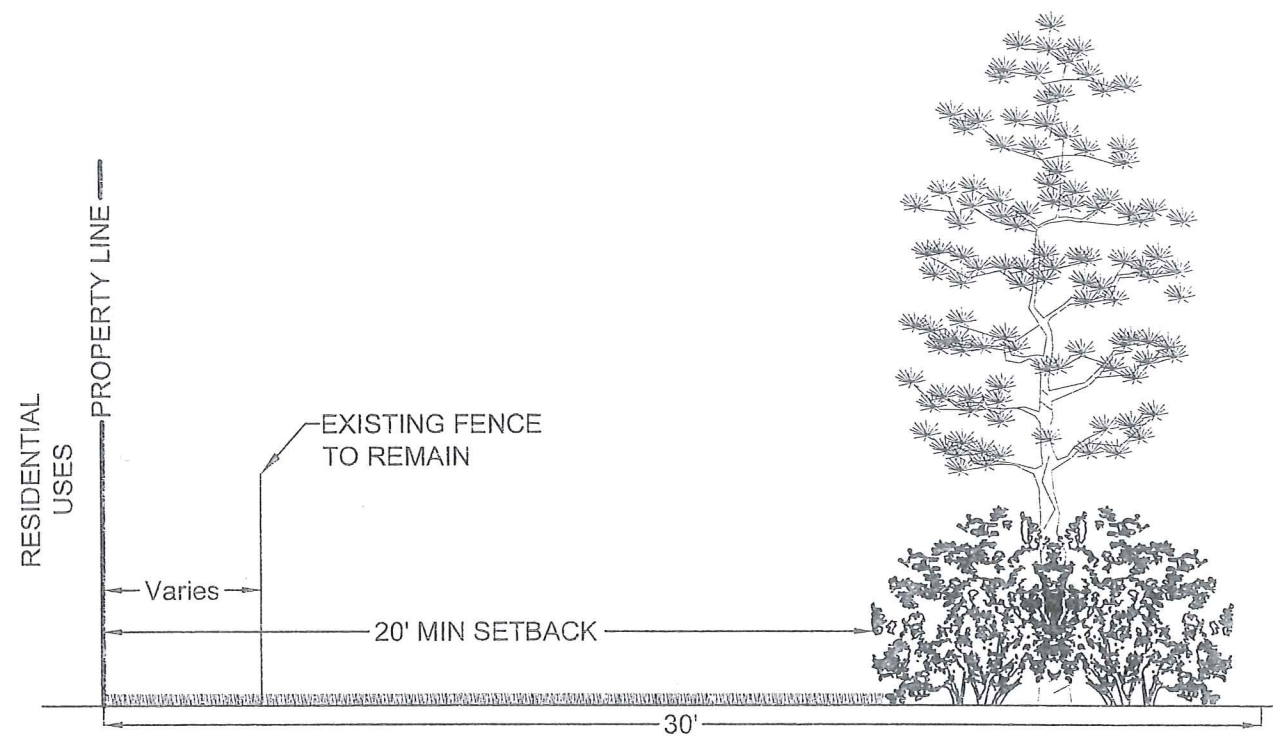 RESIDENTIAL
USES
PROPERTY LINE
EXISTING FENCE
TO REMAIN
Varies
20' MIN SETBACK
30'